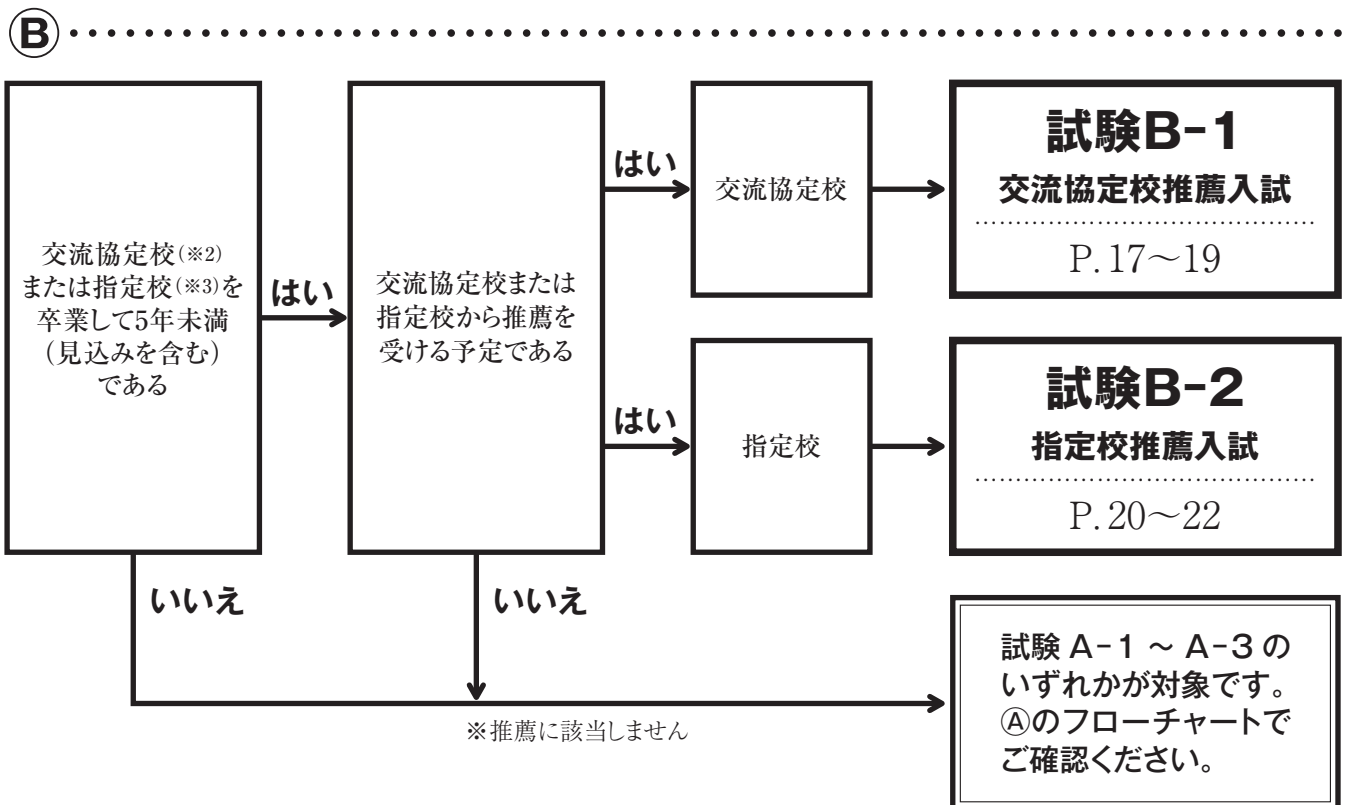 B
交流協定校(※2)
または指定校(※3)を
卒業して5年未満
(見込みを含む)
である
はい
交流協定校または
指定校から推薦を
受ける予定である
はい
交流協定校
試験B-1
交流協定校推薦入試
P.17～19
はい
指定校
試験B-2
指定校推薦入試
P.20～22
いいえ
いいえ
※推薦に該当しません
試験 A-1 ～ A-3 の
いずれかが対象です。
Ⓐのフローチャートで
ご確認ください。